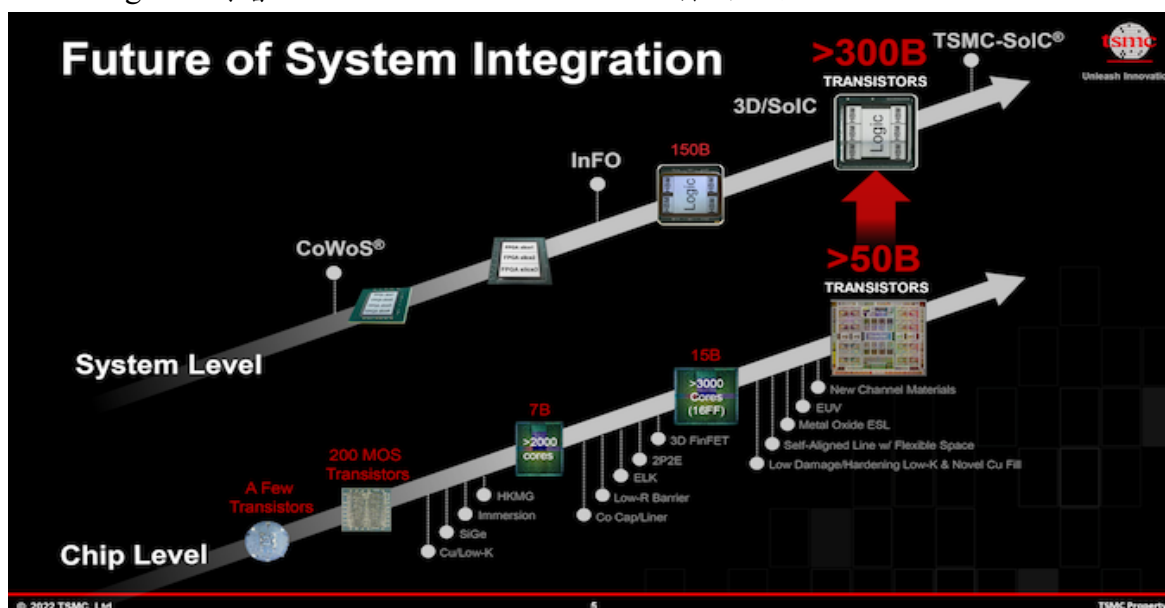 Future of System Integration
>300B
TRANSISTORS
TSMC-SoIC®
tsmc
Unleash Innovation
3D/SoIC
Logic
150B
Logic
InFO
CoWoS®
FPGA slice1
FPGA slice2
FPGA slice3
System Level
>50B
TRANSISTORS
15B
>3000
Cores
(16FF)
7B
>2000
cores
200 MOS
Transistors
A Few
Transistors
New Channel Materials
EUV
Metal Oxide ESL
Self-Aligned Line w/ Flexible Space
Low Damage/Hardening Low-K & Novel Cu Fill
3D FinFET
2P2E
ELK
Low-R Barrier
Co Cap/Liner
HKMG
Immersion
SiGe
Cu/Low-K
Chip Level
© 2022 TSMC, Ltd
5
TSMC Property